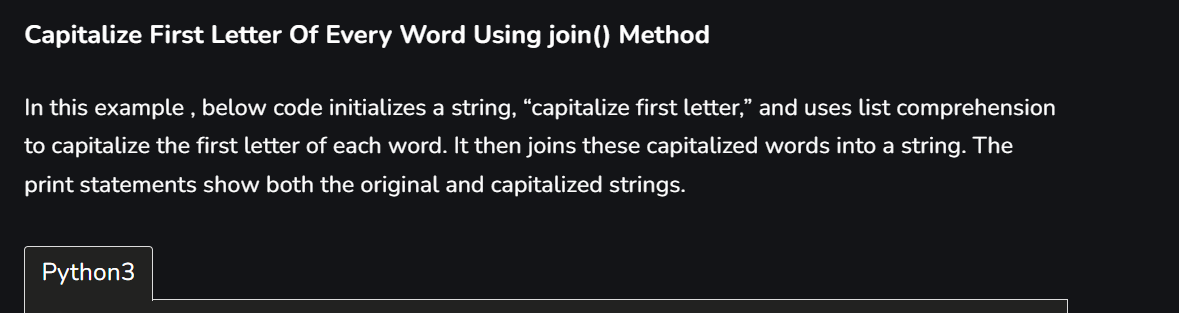 Capitalize First Letter Of Every Word Using join() Method
In this example , below code initializes a string, “capitalize first letter,” and uses list comprehension
to capitalize the first letter of each word. It then joins these capitalized words into a string. The
print statements show both the original and capitalized strings.
Python3